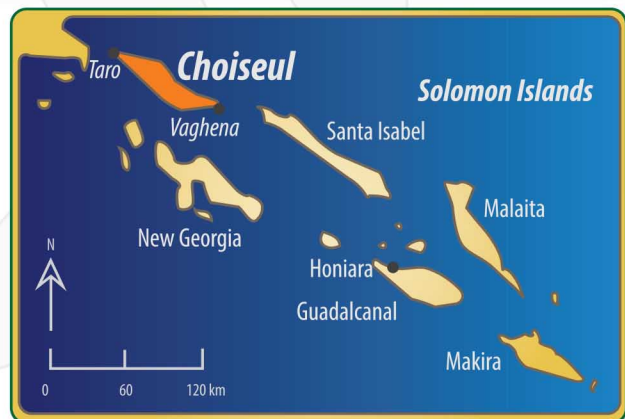 Taro
Choiseul
Solomon Islands
Vaghena
Santa Isabel
Malaita
New Georgia
N
Honiara
Guadalcanal
Makira
0 60 120 km